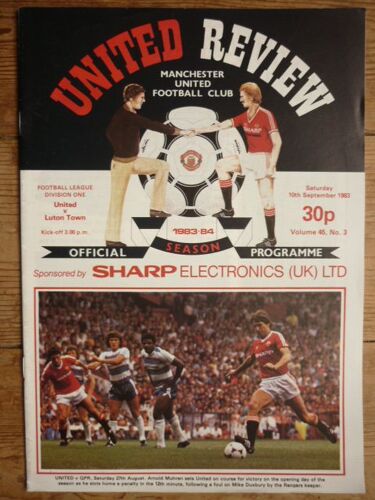 UNITED REVIEW
MANCHESTER
UNITED
FOOTBALL CLUB
SHARP
FOOTBALL LEAGUE
DIVISION ONE
United
v
Luton Town
Kick-off 3.00 p.m.
Saturday
10th September 1983
30p
Volume 45, No. 3
1983-84
SEASON
OFFICIAL PROGRAMME
Sponsored by SHARP ELECTRONICS (UK) LTD
UNITED v QPR, Saturday 27th August. Arnold Muhren sets United on course for victory on the opening day of the
season as he slots home a penalty in the 12th minute, following a foul on Mike Duxbury by the Rangers keeper.